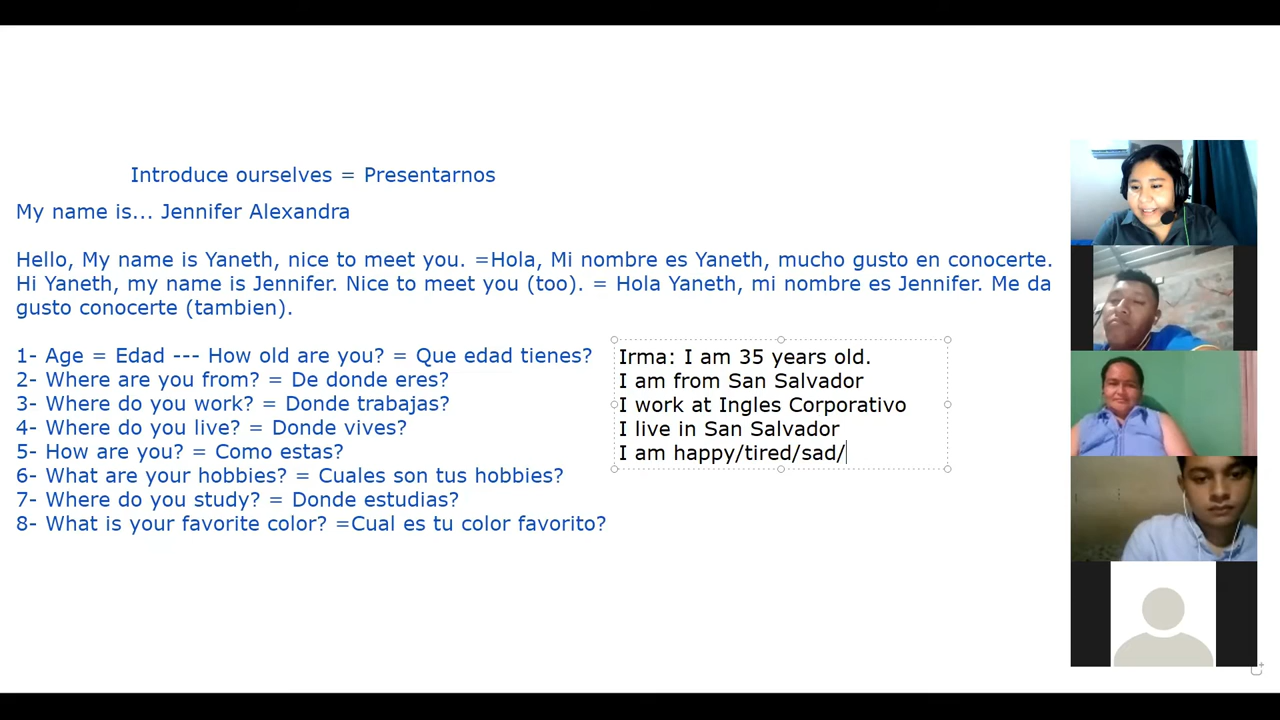 Introduce ourselves = Presentarnos
My name is... Jennifer Alexandra
Hello, My name is Yaneth, nice to meet you. =Hola, Mi nombre es Yaneth, mucho gusto en conocerte.
Hi Yaneth, my name is Jennifer. Nice to meet you (too). = Hola Yaneth, mi nombre es Jennifer. Me da
gusto conocerte (tambien).
1- Age = Edad --- How old are you? = Que edad tienes?
2- Where are you from? = De donde eres?
3- Where do you work? = Donde trabajas?
4- Where do you live? = Donde vives?
5- How are you? = Como estas?
6- What are your hobbies? = Cuales son tus hobbies?
7- Where do you study? = Donde estudias?
8- What is your favorite color? =Cual es tu color favorito?
Irma: I am 35 years old.
I am from San Salvador
I work at Ingles Corporativo
I live in San Salvador
I am happy/tired/sad/